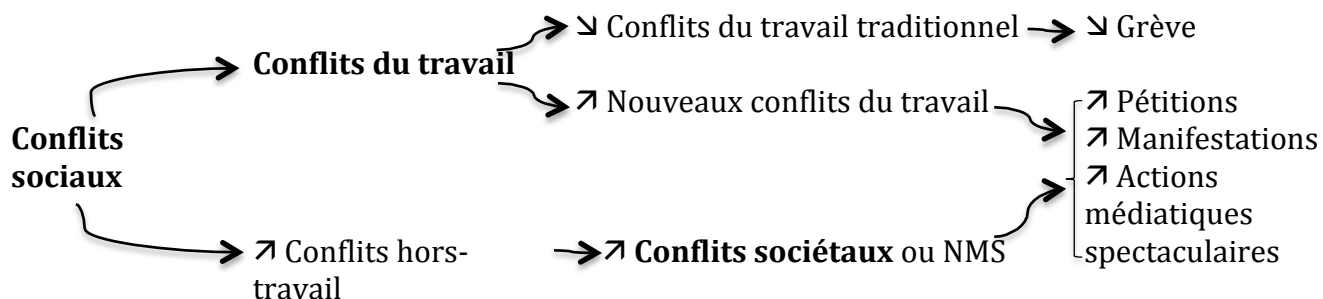 ↘ Conflits du travail traditionnel
↘ Grève
Conflits du travail
↗ Nouveaux conflits du travail
↗ Pétitions
↗ Manifestations
↗ Actions
médiatiques
spectaculaires
Conflits
sociaux
↗ Conflits hors-
travail
↗ Conflits sociétaux ou NMS